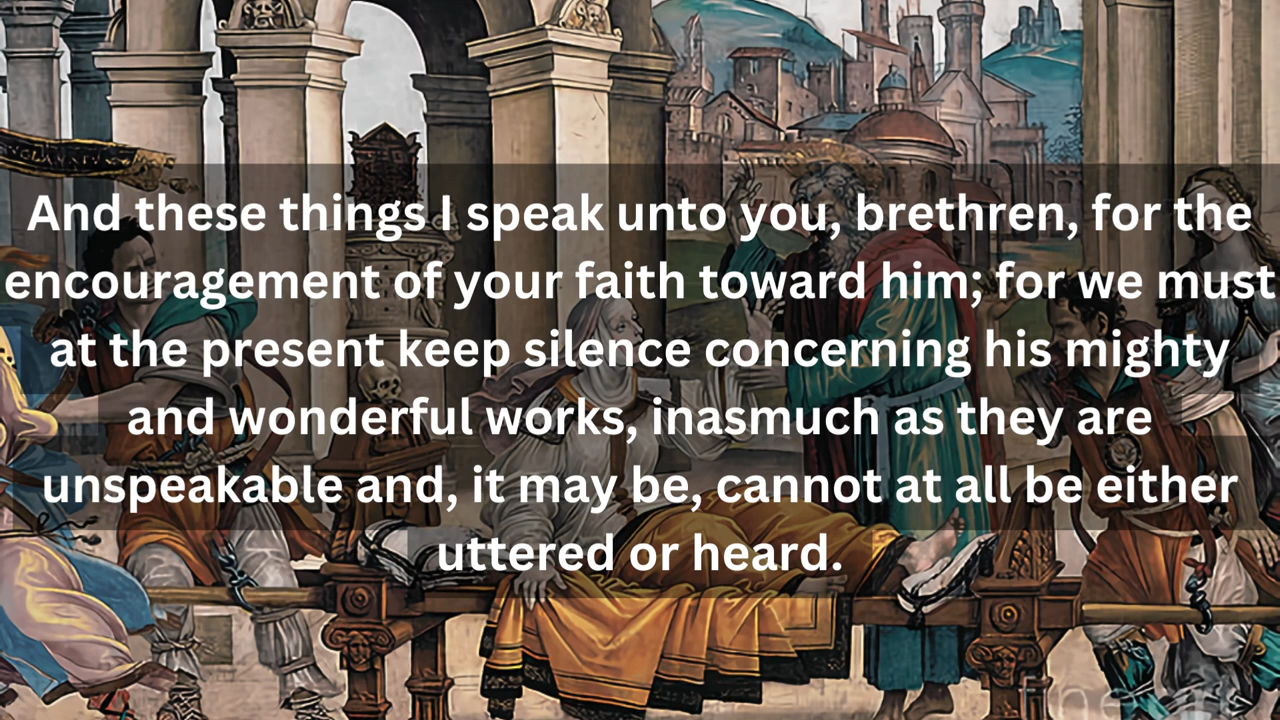 And these things I speak unto you, brethren, for the
encouragement of your faith toward him; for we must
at the present keep silence concerning his mighty
and wonderful works, inasmuch as they are
unspeakable and, it may be, cannot at all be either
uttered or heard.